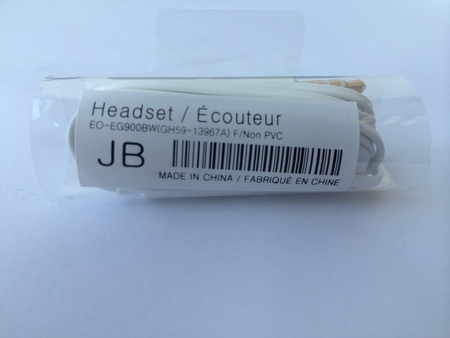 Headset / Écouteur
EO-EG900BW(GH59-13967A) F/Non PVC
JB
MADE IN CHINA / FABRIQUÉ EN CHINE